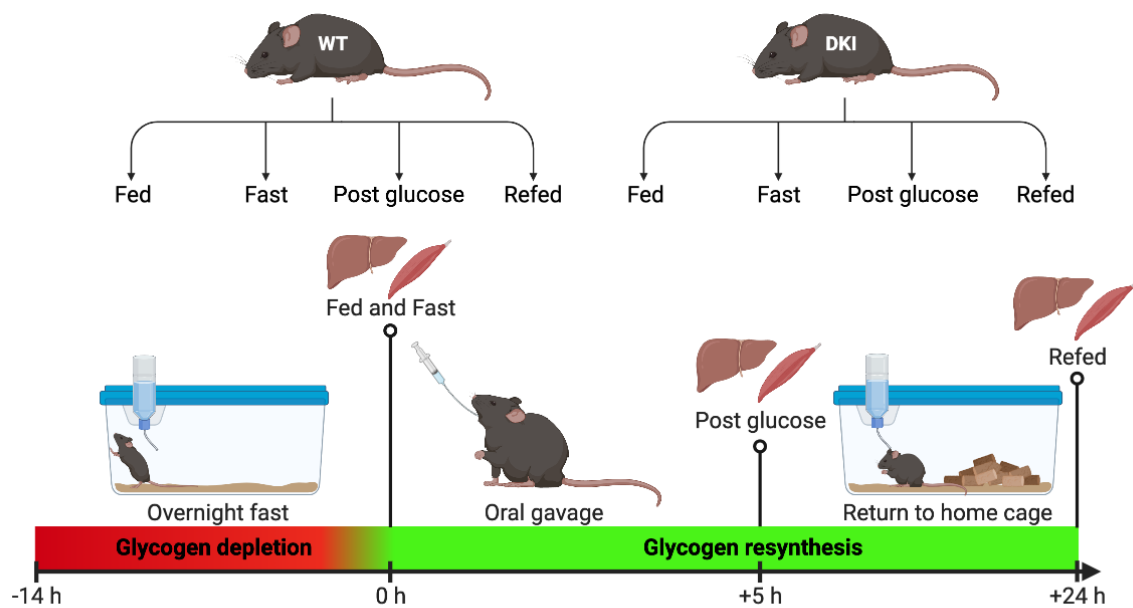 WT
DKI
Fed Fast Post glucose Refed
Fed Fast Post glucose Refed
Fed and Fast
Refed
Post glucose
Overnight fast
Oral gavage
Return to home cage
Glycogen depletion
Glycogen resynthesis
-14 h
0 h
+5 h
+24 h